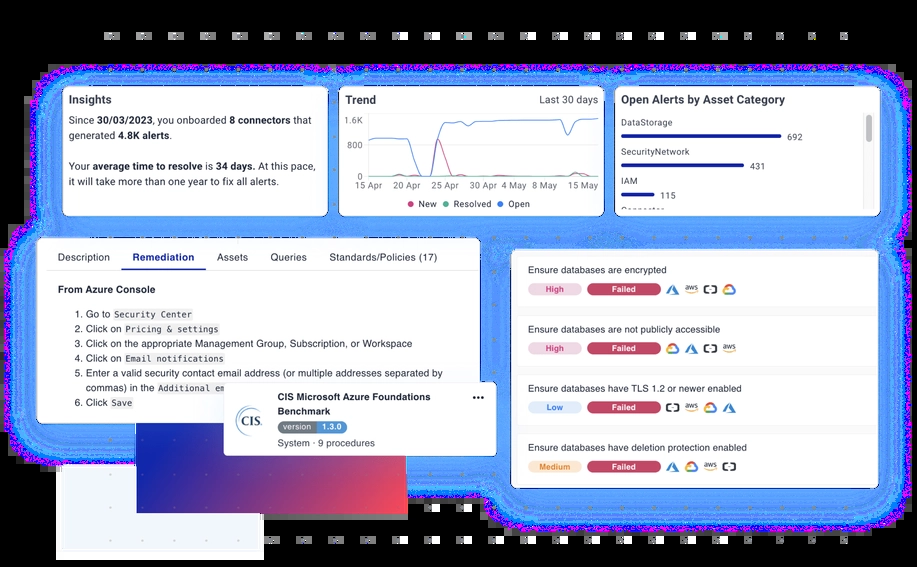 Insights
Since 30/03/2023, you onboarded 8 connectors that
generated 4.8K alerts.
Your average time to resolve is 34 days. At this pace,
it will take more than one year to fix all alerts.
Trend
Last 30 days
1.6K
800
0
15 Apr 20 Apr 25 Apr 30 Apr 4 May 8 May 15 May
New Resolved Open
Open Alerts by Asset Category
DataStorage
692
SecurityNetwork
431
IAM
115
Description Remediation Assets Queries Standards/Policies (17)
From Azure Console
1. Go to Security Center
2. Click on Pricing & settings
3. Click on the appropriate Management Group, Subscription, or Workspace
4. Click on Email notifications
5. Enter a valid security contact email address (or multiple addresses separated by
commas) in the Additional em
6. Click Save
CIS
CIS Microsoft Azure Foundations
Benchmark
version 1.3.0
System · 9 procedures
Ensure databases are encrypted
High Failed aws
Ensure databases are not publicly accessible
High Failed aws
Ensure databases have TLS 1.2 or newer enabled
Low Failed aws
Ensure databases have deletion protection enabled
Medium Failed aws